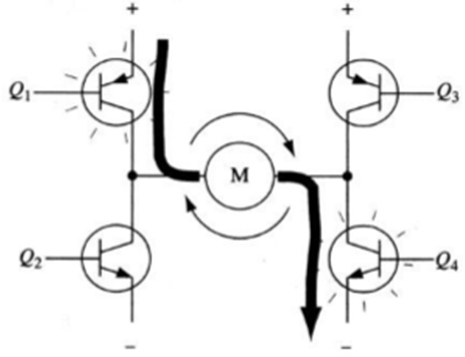 + +
Q1 Q3
M
Q2 Q4
– –